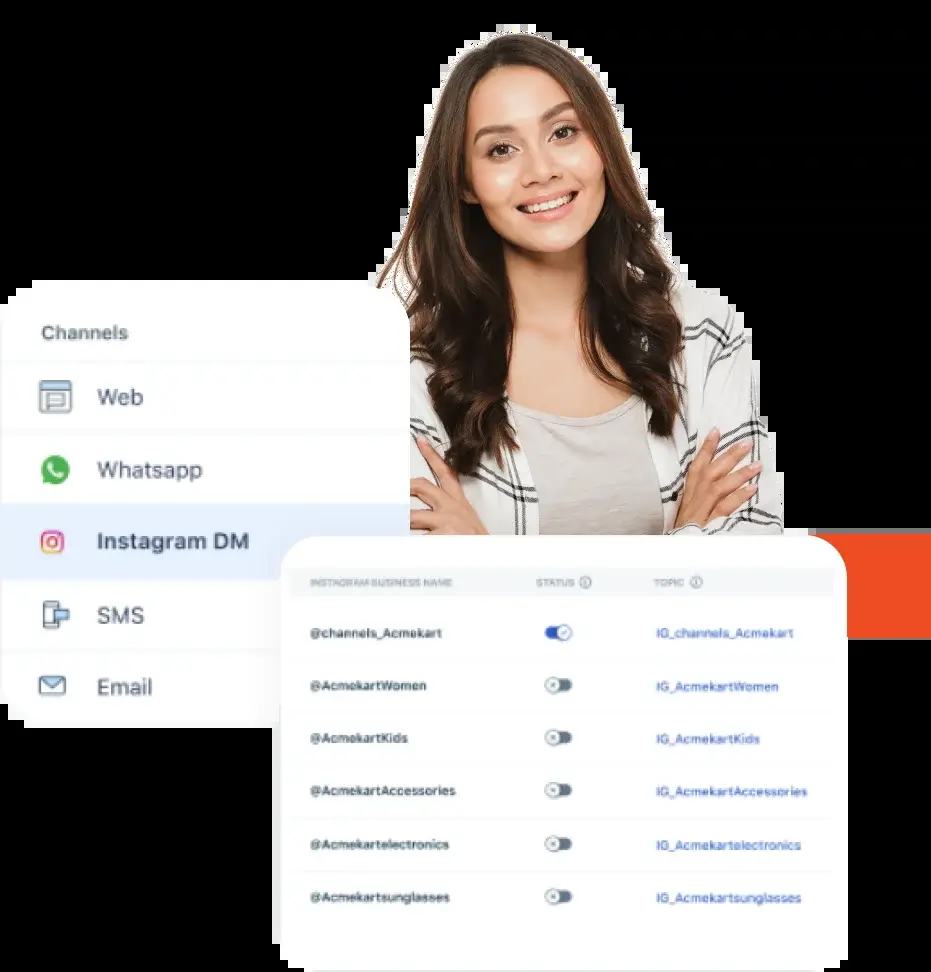 Channels
Web
Whatsapp
Instagram DM
SMS
Email
INSTAGRAM BUSINESS NAME STATUS TOPIC
@channels_Acmekart IG_channels_Acmekart
@AcmekartWomen IG_AcmekartWomen
@AcmekartKids IG_AcmekartKids
@AcmekartAccessories IG_AcmekartAccessories
@Acmekartelectronics IG_Acmekartelectronics
@Acmekartsunglasses IG_Acmekartsunglasses